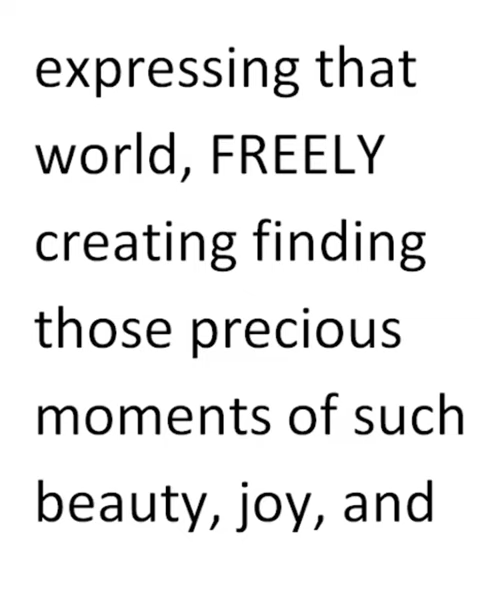 expressing that
world, FREELY
creating finding
those precious
moments of such
beauty, joy, and